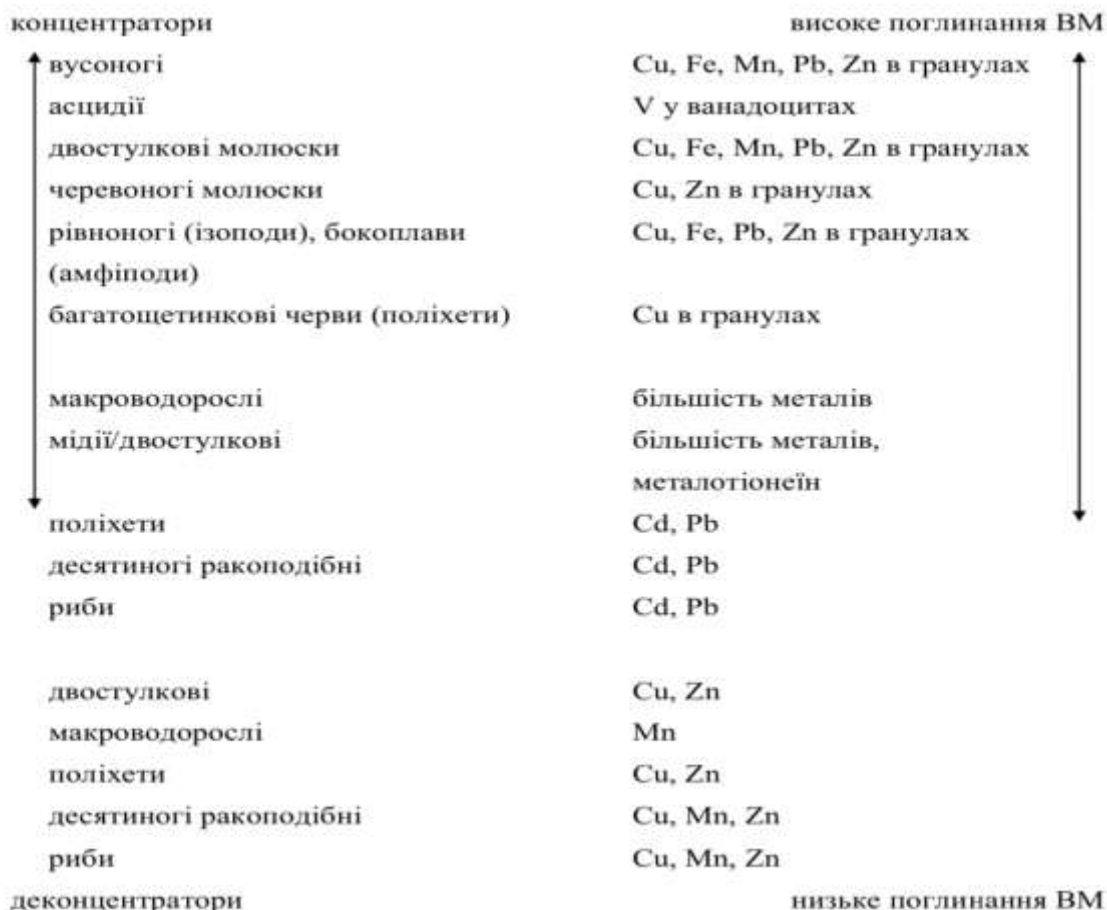 концентратори високе поглинання ВМ
вусоногі Cu, Fe, Mn, Pb, Zn в гранулах
асцидії V у ванадоцитах
двостулкові молюски Cu, Fe, Mn, Pb, Zn в гранулах
черевоногі молюски Cu, Zn в гранулах
рівноногі (ізоподи), бокоплави Cu, Fe, Pb, Zn в гранулах
(амфіподи)
багатощетинкові черви (поліхети) Cu в гранулах
макроводорослі більшість металів
мідії/двостулкові більшість металів,
металотіонеїн
поліхети Cd, Pb
десятиногі ракоподібні Cd, Pb
риби Cd, Pb
двостулкові Cu, Zn
макроводорослі Mn
поліхети Cu, Zn
десятиногі ракоподібні Cu, Mn, Zn
риби Cu, Mn, Zn
деконцентратори низьке поглинання ВМ